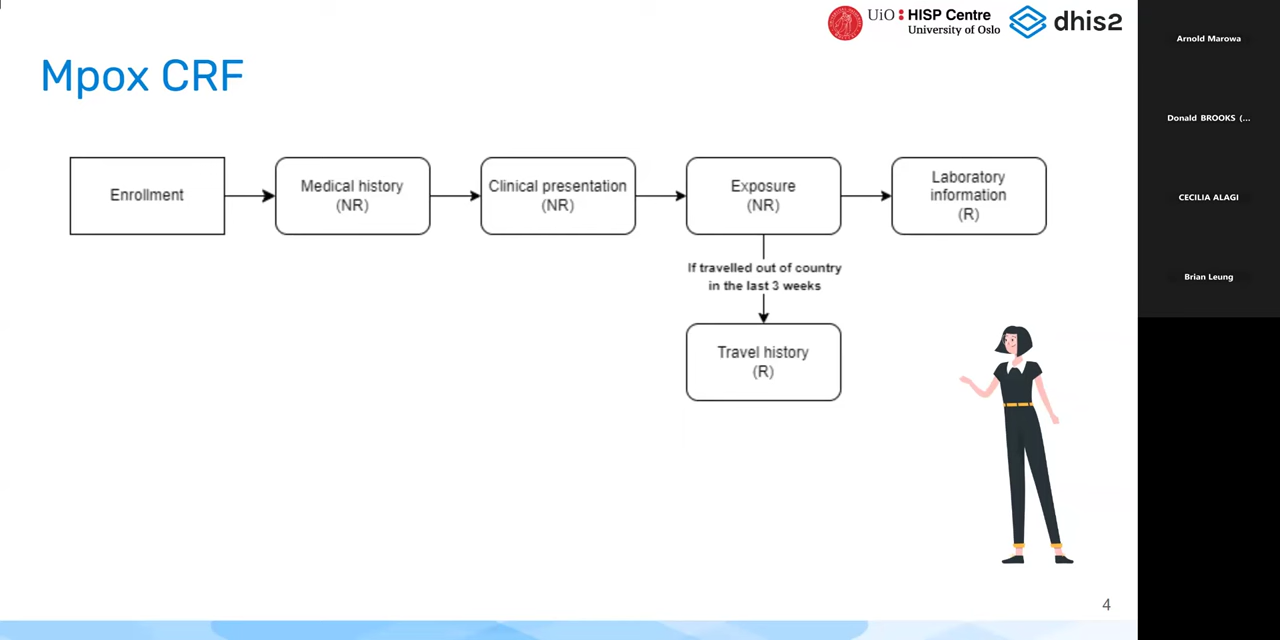 UiO : HISP Centre
University of Oslo
dhis2
Mpox CRF
Enrollment
Medical history
(NR)
Clinical presentation
(NR)
Exposure
(NR)
Laboratory
information
(R)
If travelled out of country
in the last 3 weeks
Travel history
(R)
4
Arnold Marowa
Donald BROOKS (...
CECILIA ALAGI
Brian Leung